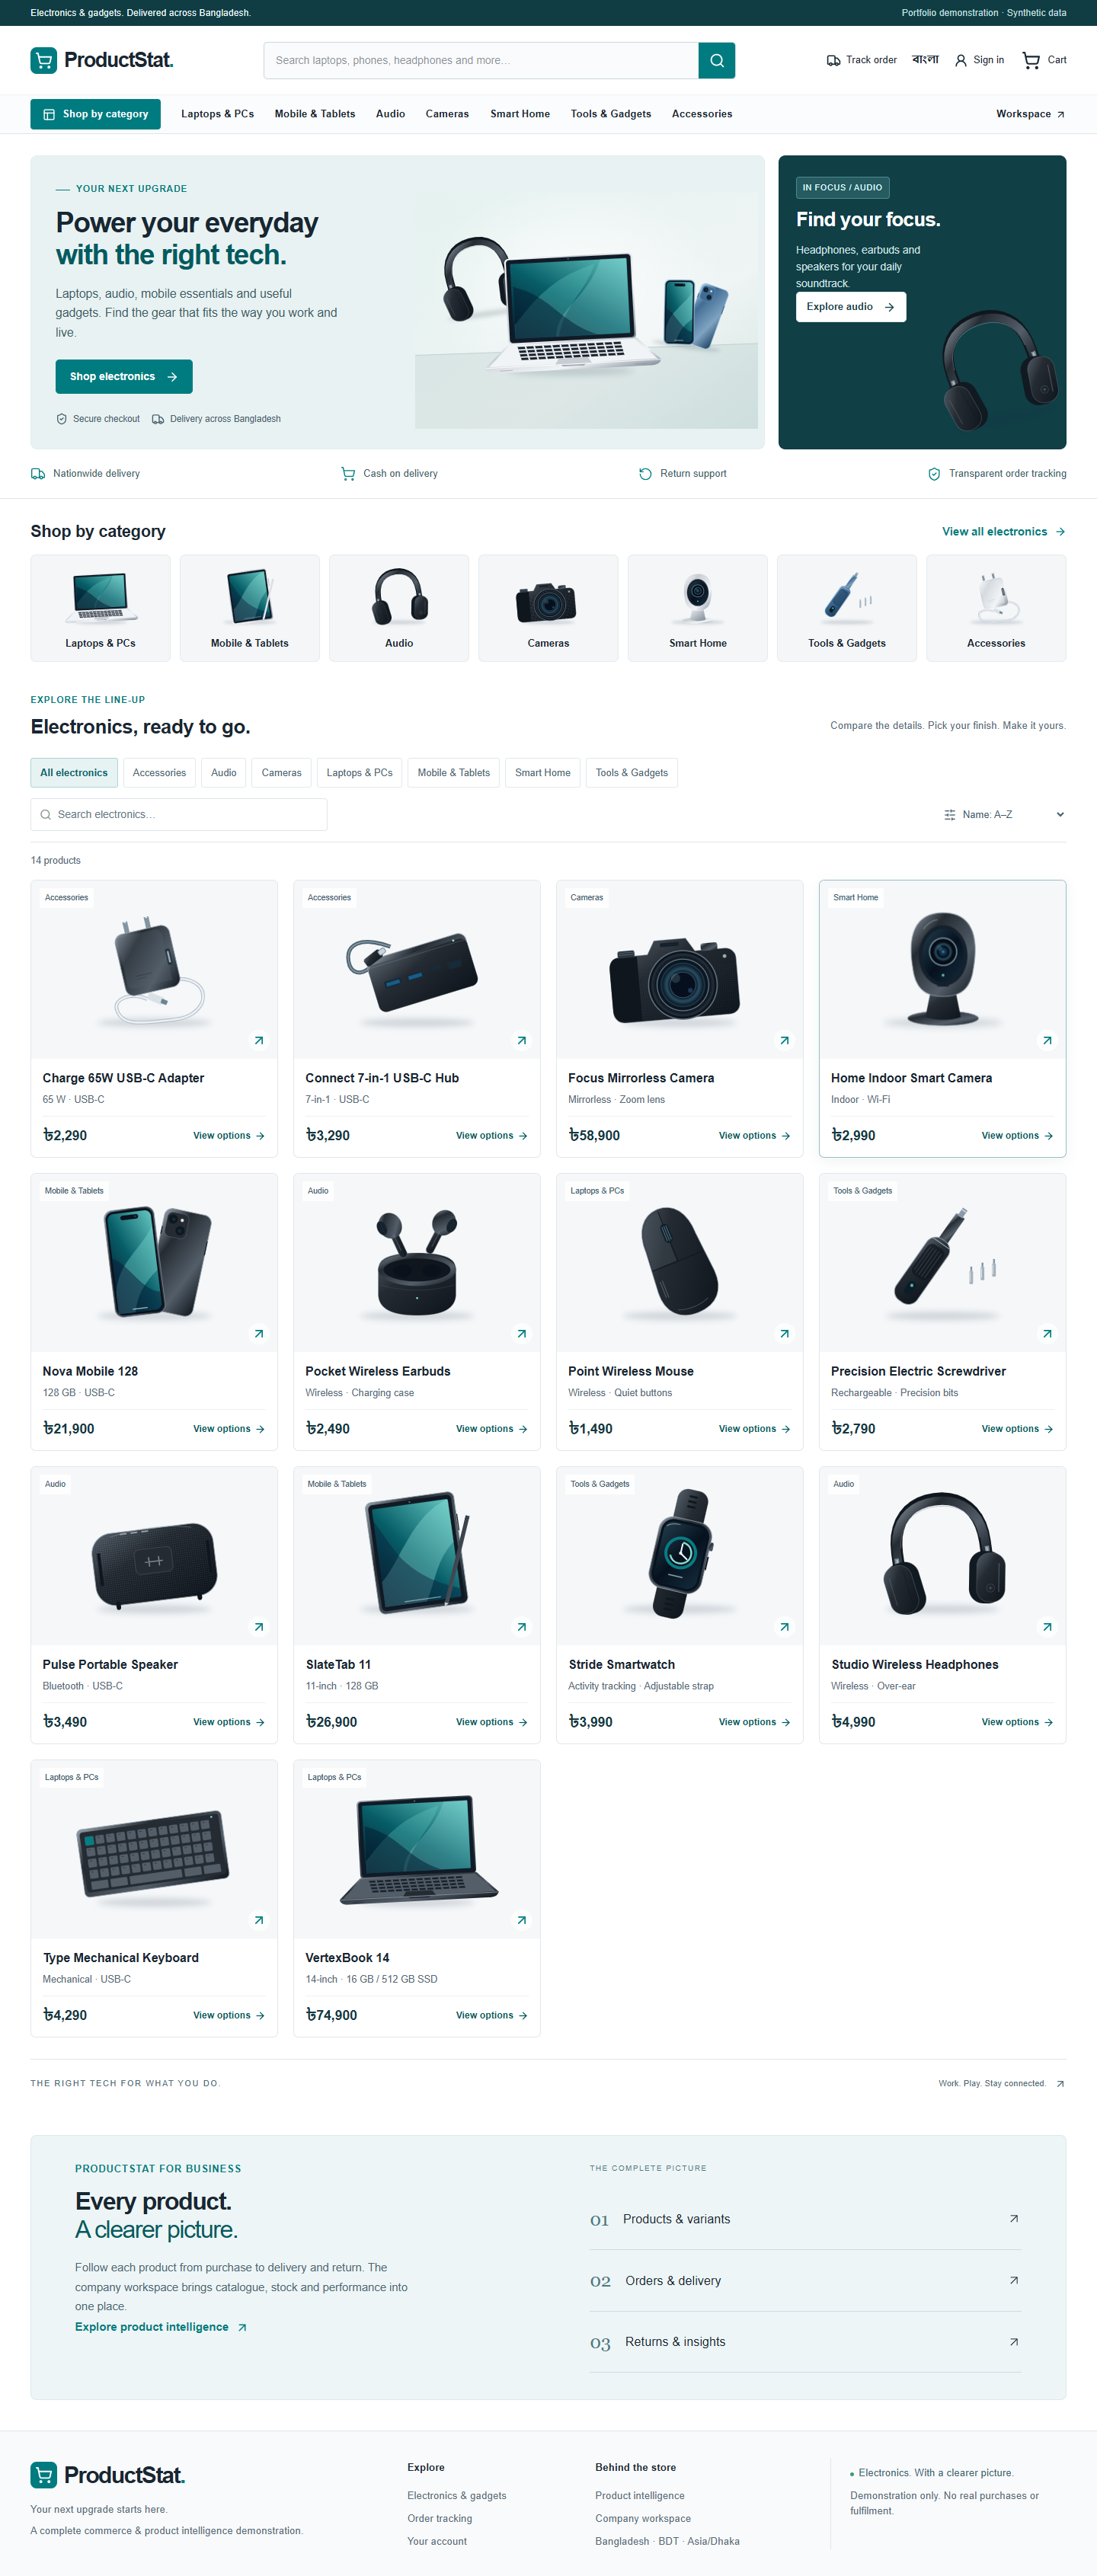 Electronics & gadgets. Delivered across Bangladesh.
Portfolio demonstration · Synthetic data
ProductStat.
Search laptops, phones, headphones and more...
Track order
বাংলা
Sign in
Cart
Shop by category
Laptops & PCs
Mobile & Tablets
Audio
Cameras
Smart Home
Tools & Gadgets
Accessories
Workspace
YOUR NEXT UPGRADE
Power your everyday
with the right tech.
Laptops, audio, mobile essentials and useful
gadgets. Find the gear that fits the way you work and
live.
Shop electronics
Secure checkout
Delivery across Bangladesh
IN FOCUS / AUDIO
Find your focus.
Headphones, earbuds and
speakers for your daily
soundtrack.
Explore audio
Nationwide delivery
Cash on delivery
Return support
Transparent order tracking
Shop by category
View all electronics
Laptops & PCs
Mobile & Tablets
Audio
Cameras
Smart Home
Tools & Gadgets
Accessories
EXPLORE THE LINE-UP
Electronics, ready to go.
Compare the details. Pick your finish. Make it yours.
All electronics
Accessories
Audio
Cameras
Laptops & PCs
Mobile & Tablets
Smart Home
Tools & Gadgets
Search electronics...
Name: A–Z
14 products
Accessories
Charge 65W USB-C Adapter
65 W · USB-C
৳2,290
View options
Accessories
Connect 7-in-1 USB-C Hub
7-in-1 · USB-C
৳3,290
View options
Cameras
Focus Mirrorless Camera
Mirrorless · Zoom lens
৳58,900
View options
Smart Home
Home Indoor Smart Camera
Indoor · Wi-Fi
৳2,990
View options
Mobile & Tablets
Nova Mobile 128
128 GB · USB-C
৳21,900
View options
Audio
Pocket Wireless Earbuds
Wireless · Charging case
৳2,490
View options
Laptops & PCs
Point Wireless Mouse
Wireless · Quiet buttons
৳1,490
View options
Tools & Gadgets
Precision Electric Screwdriver
Rechargeable · Precision bits
৳2,790
View options
Audio
Pulse Portable Speaker
Bluetooth · USB-C
৳3,490
View options
Mobile & Tablets
SlateTab 11
11-inch · 128 GB
৳26,900
View options
Tools & Gadgets
Stride Smartwatch
Activity tracking · Adjustable strap
৳3,990
View options
Audio
Studio Wireless Headphones
Wireless · Over-ear
৳4,990
View options
Laptops & PCs
Type Mechanical Keyboard
Mechanical · USB-C
৳4,290
View options
Laptops & PCs
VertexBook 14
14-inch · 16 GB / 512 GB SSD
৳74,900
View options
THE RIGHT TECH FOR WHAT YOU DO.
Work. Play. Stay connected.
PRODUCTSTAT FOR BUSINESS
Every product.
A clearer picture.
Follow each product from purchase to delivery and return. The
company workspace brings catalogue, stock and performance into
one place.
Explore product intelligence
THE COMPLETE PICTURE
01 Products & variants
02 Orders & delivery
03 Returns & insights
ProductStat.
Your next upgrade starts here.
A complete commerce & product intelligence demonstration.
Explore
Electronics & gadgets
Order tracking
Your account
Behind the store
Product intelligence
Company workspace
Bangladesh · BDT · Asia/Dhaka
Electronics. With a clearer picture.
Demonstration only. No real purchases or
fulfilment.